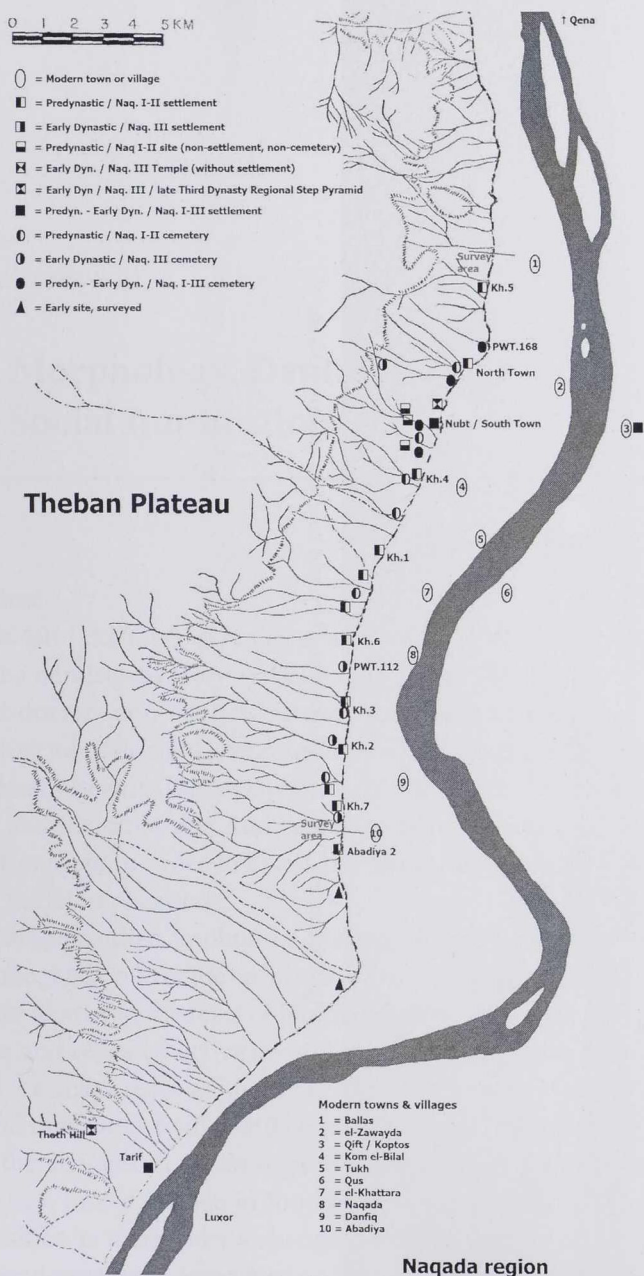 0 1 2 3 4 5 KM
↑ Qena
= Modern town or village
= Predynastic / Naq. I-II settlement
= Early Dynastic / Naq. III settlement
= Predynastic / Naq I-II site (non-settlement, non-cemetery)
= Early Dyn. / Naq. III Temple (without settlement)
= Early Dyn / Naq. III / late Third Dynasty Regional Step Pyramid
= Predyn. - Early Dyn. / Naq. I-III settlement
= Predynastic / Naq. I-II cemetery
= Early Dynastic / Naq. III cemetery
= Predyn. - Early Dyn. / Naq. I-III cemetery
= Early site, surveyed
Survey
area
1
Kh.5
PWT.168
North Town
2
Nubt / South Town
3
Kh.4
4
Theban Plateau
Kh.1
5
7
6
Kh.6
8
PWT.112
Kh.3
Kh.2
9
Kh.7
Survey
area
10
Abadiya 2
Thoth Hill
Tarif
Luxor
Modern towns & villages
1 = Ballas
2 = el-Zawayda
3 = Qift / Koptos
4 = Kom el-Bilal
5 = Tukh
6 = Qus
7 = el-Khattara
8 = Naqada
9 = Danfiq
10 = Abadiya
Naqada region